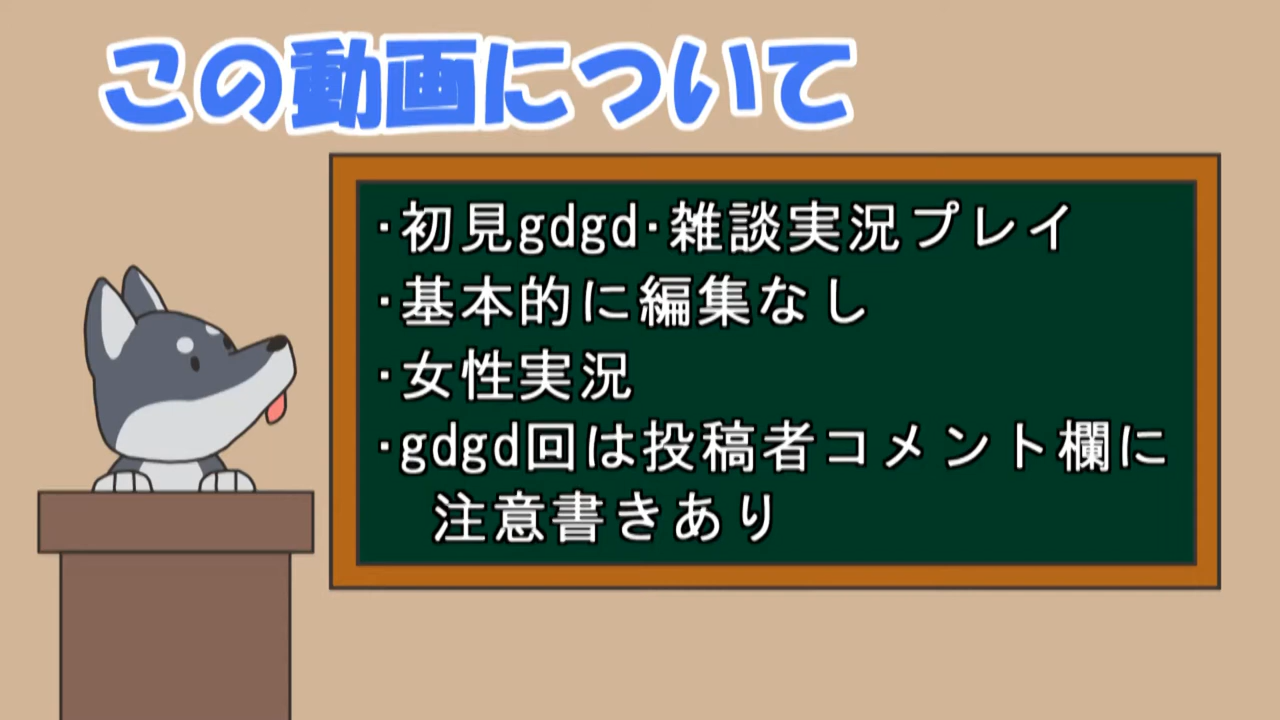 この動画について
・初見gdgd・雑談実況プレイ
・基本的に編集なし
・女性実況
・gdgd回は投稿者コメント欄に
注意書きあり